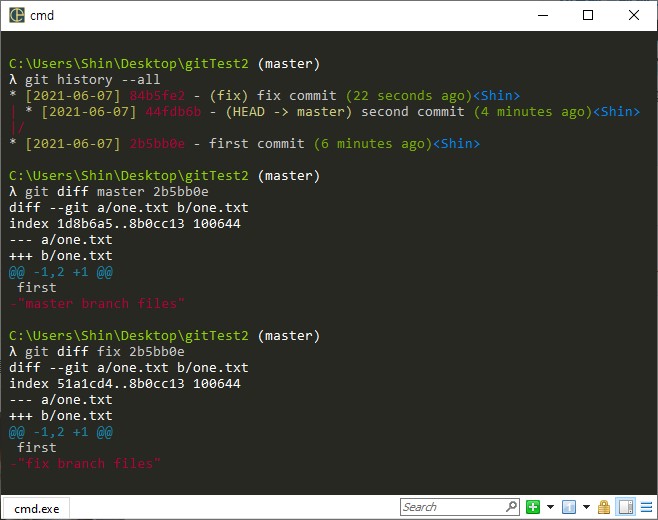 cmd
C:\Users\Shin\Desktop\gitTest2 (master)
λ git history --all
* [2021-06-07] 84b5fe2 - (fix) fix commit (22 seconds ago)<Shin>
| * [2021-06-07] 44fdb6b - (HEAD -> master) second commit (4 minutes ago)<Shin>
|/
* [2021-06-07] 2b5bb0e - first commit (6 minutes ago)<Shin>
C:\Users\Shin\Desktop\gitTest2 (master)
λ git diff master 2b5bb0e
diff --git a/one.txt b/one.txt
index 1d8b6a5..8b0cc13 100644
--- a/one.txt
+++ b/one.txt
@@ -1,2 +1 @@
 first
-"master branch files"
C:\Users\Shin\Desktop\gitTest2 (master)
λ git diff fix 2b5bb0e
diff --git a/one.txt b/one.txt
index 51a1cd4..8b0cc13 100644
--- a/one.txt
+++ b/one.txt
@@ -1,2 +1 @@
 first
-"fix branch files"
cmd.exe
Search